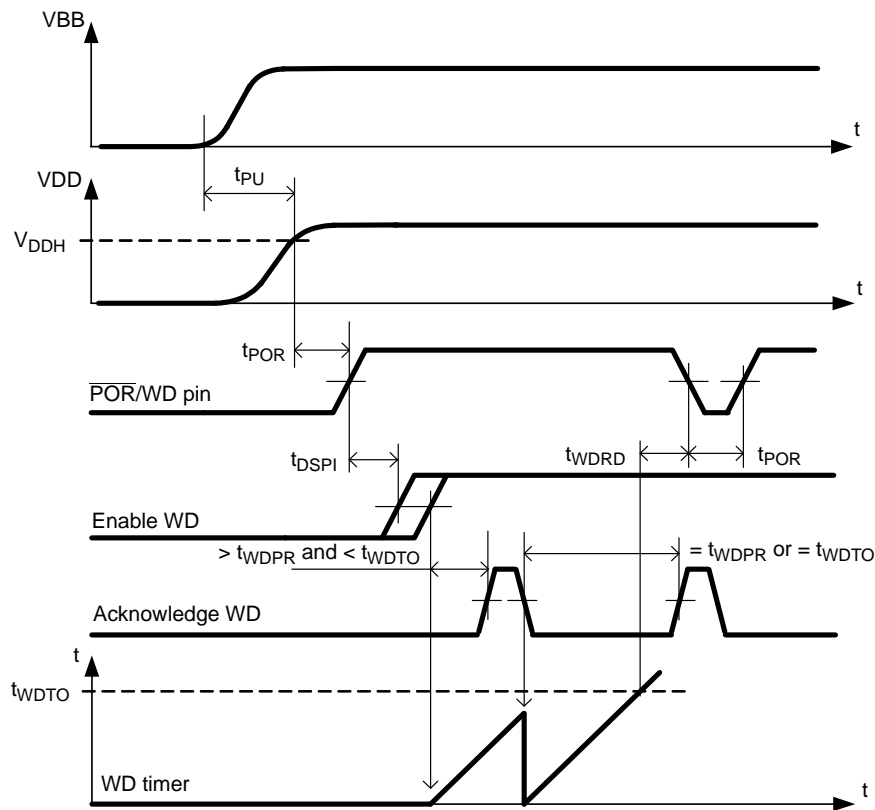 VBB
t
tPU
VDD
VDDH
t
tPOR
POR/WD pin
tDSPI
tWDRD
tPOR
Enable WD
> tWDPR and < tWDTO
= tWDPR or = tWDTO
Acknowledge WD
t
tWDTO
WD timer
t